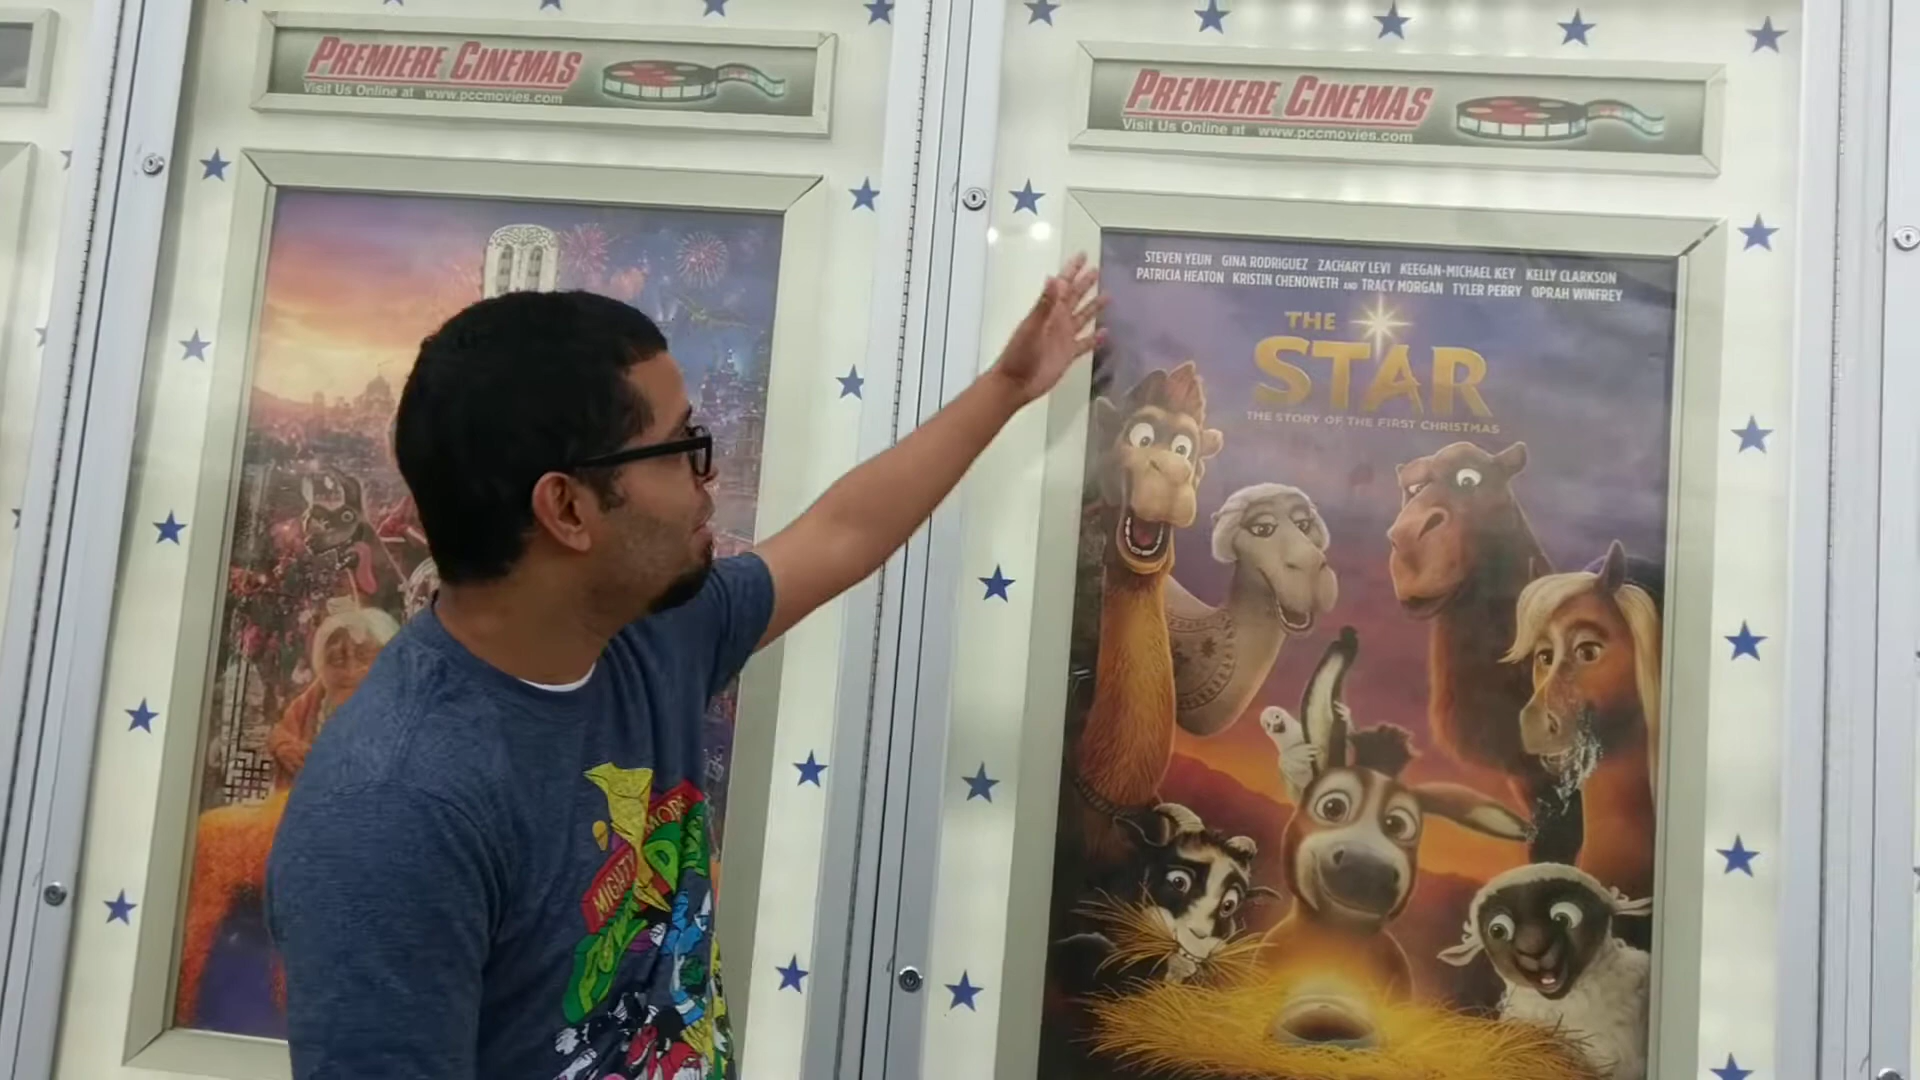 PREMIERE CINEMAS
Visit Us Online at www.pccmovies.com
PREMIERE CINEMAS
Visit Us Online at www.pccmovies.com
STEVEN YEUN GINA RODRIGUEZ ZACHARY LEVI KEEGAN-MICHAEL KEY KELLY CLARKSON
PATRICIA HEATON KRISTIN CHENOWETH AND TRACY MORGAN TYLER PERRY OPRAH WINFREY
THE
STAR
THE STORY OF THE FIRST CHRISTMAS
MIGHTY